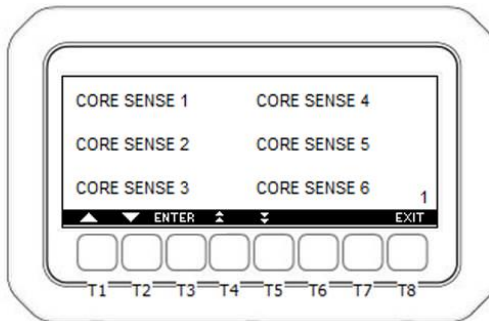 CORE SENSE 1 CORE SENSE 4
CORE SENSE 2 CORE SENSE 5
CORE SENSE 3 CORE SENSE 6
1
ENTER EXIT
T1 T2 T3 T4 T5 T6 T7 T8